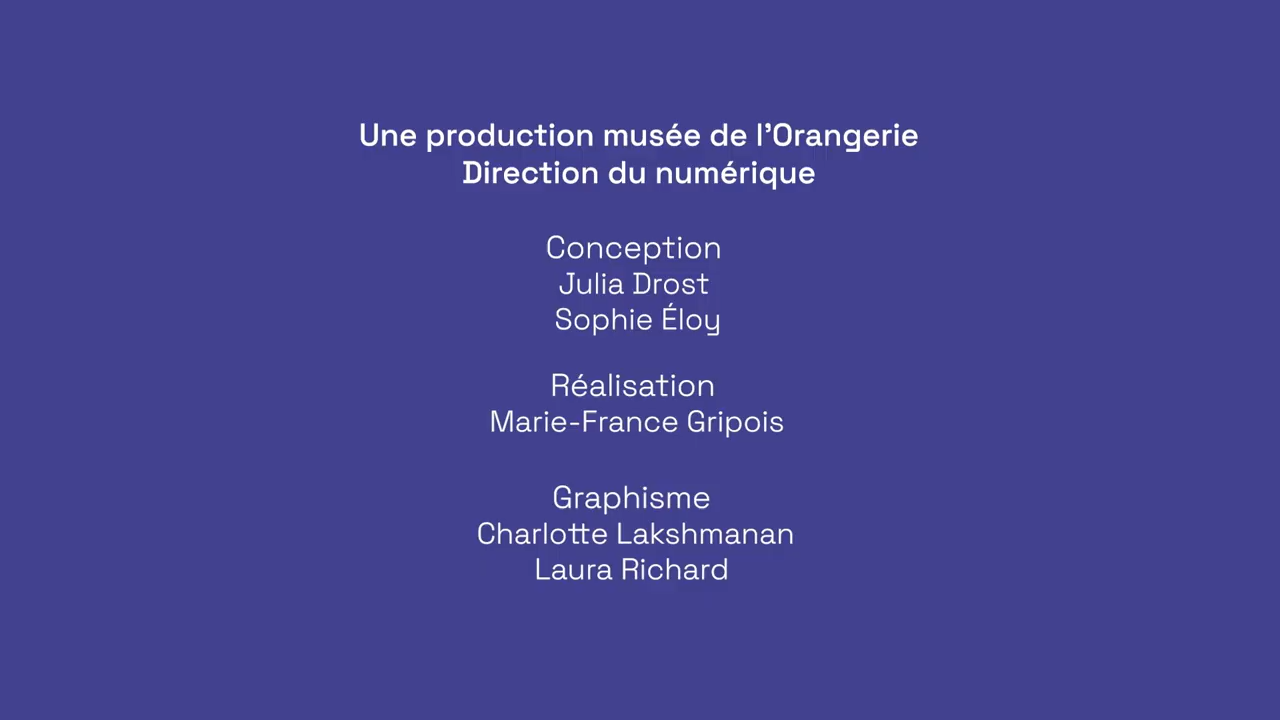 Une production musée de l’Orangerie
Direction du numérique
Conception
Julia Drost
Sophie Éloy
Réalisation
Marie-France Gripois
Graphisme
Charlotte Lakshmanan
Laura Richard